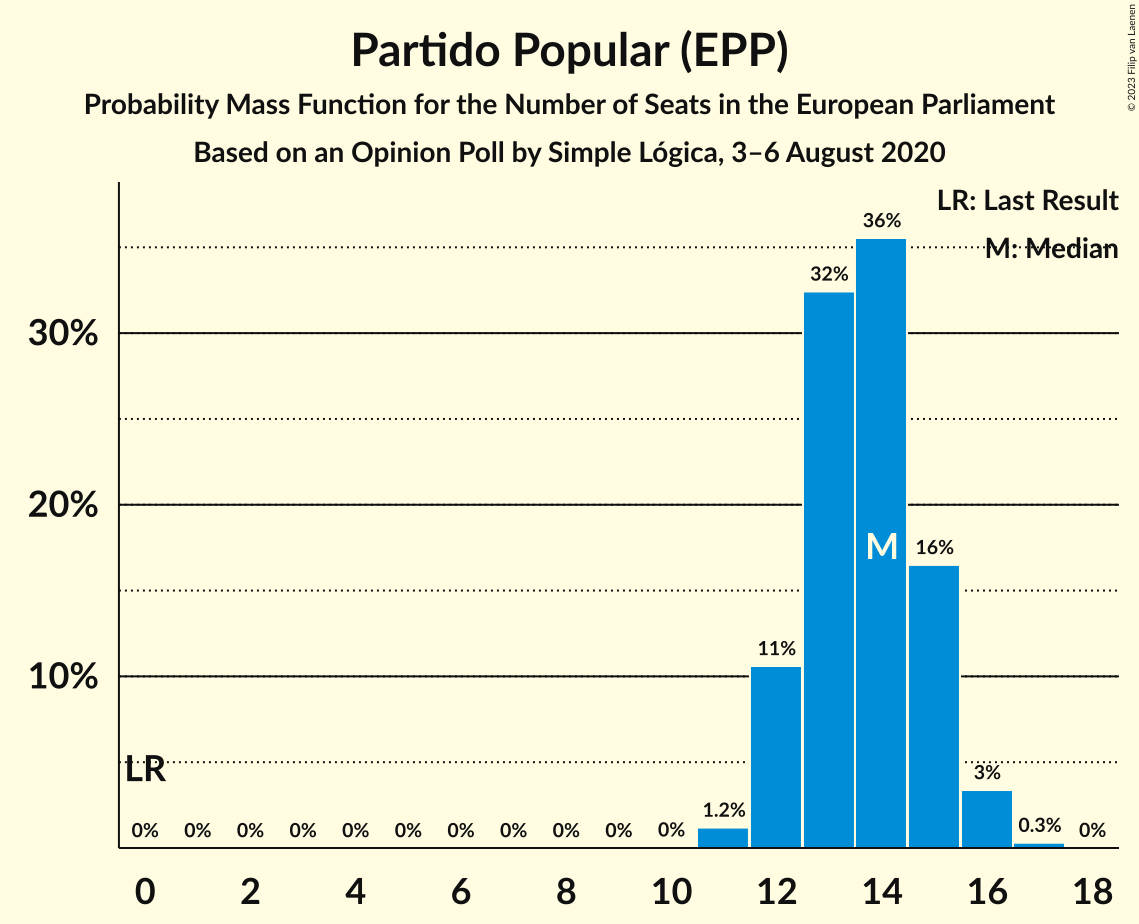 Partido Popular (EPP)
Probability Mass Function for the Number of Seats in the European Parliament
Based on an Opinion Poll by Simple Lógica, 3–6 August 2020
© 2023 Filip van Laenen
LR: Last Result
M: Median
36%
32%
30%
20%
M
16%
11%
10%
LR
3%
1.2%
0.3%
0% 0% 0% 0% 0% 0% 0% 0% 0% 0% 0% 0%
0 2 4 6 8 10 12 14 16 18